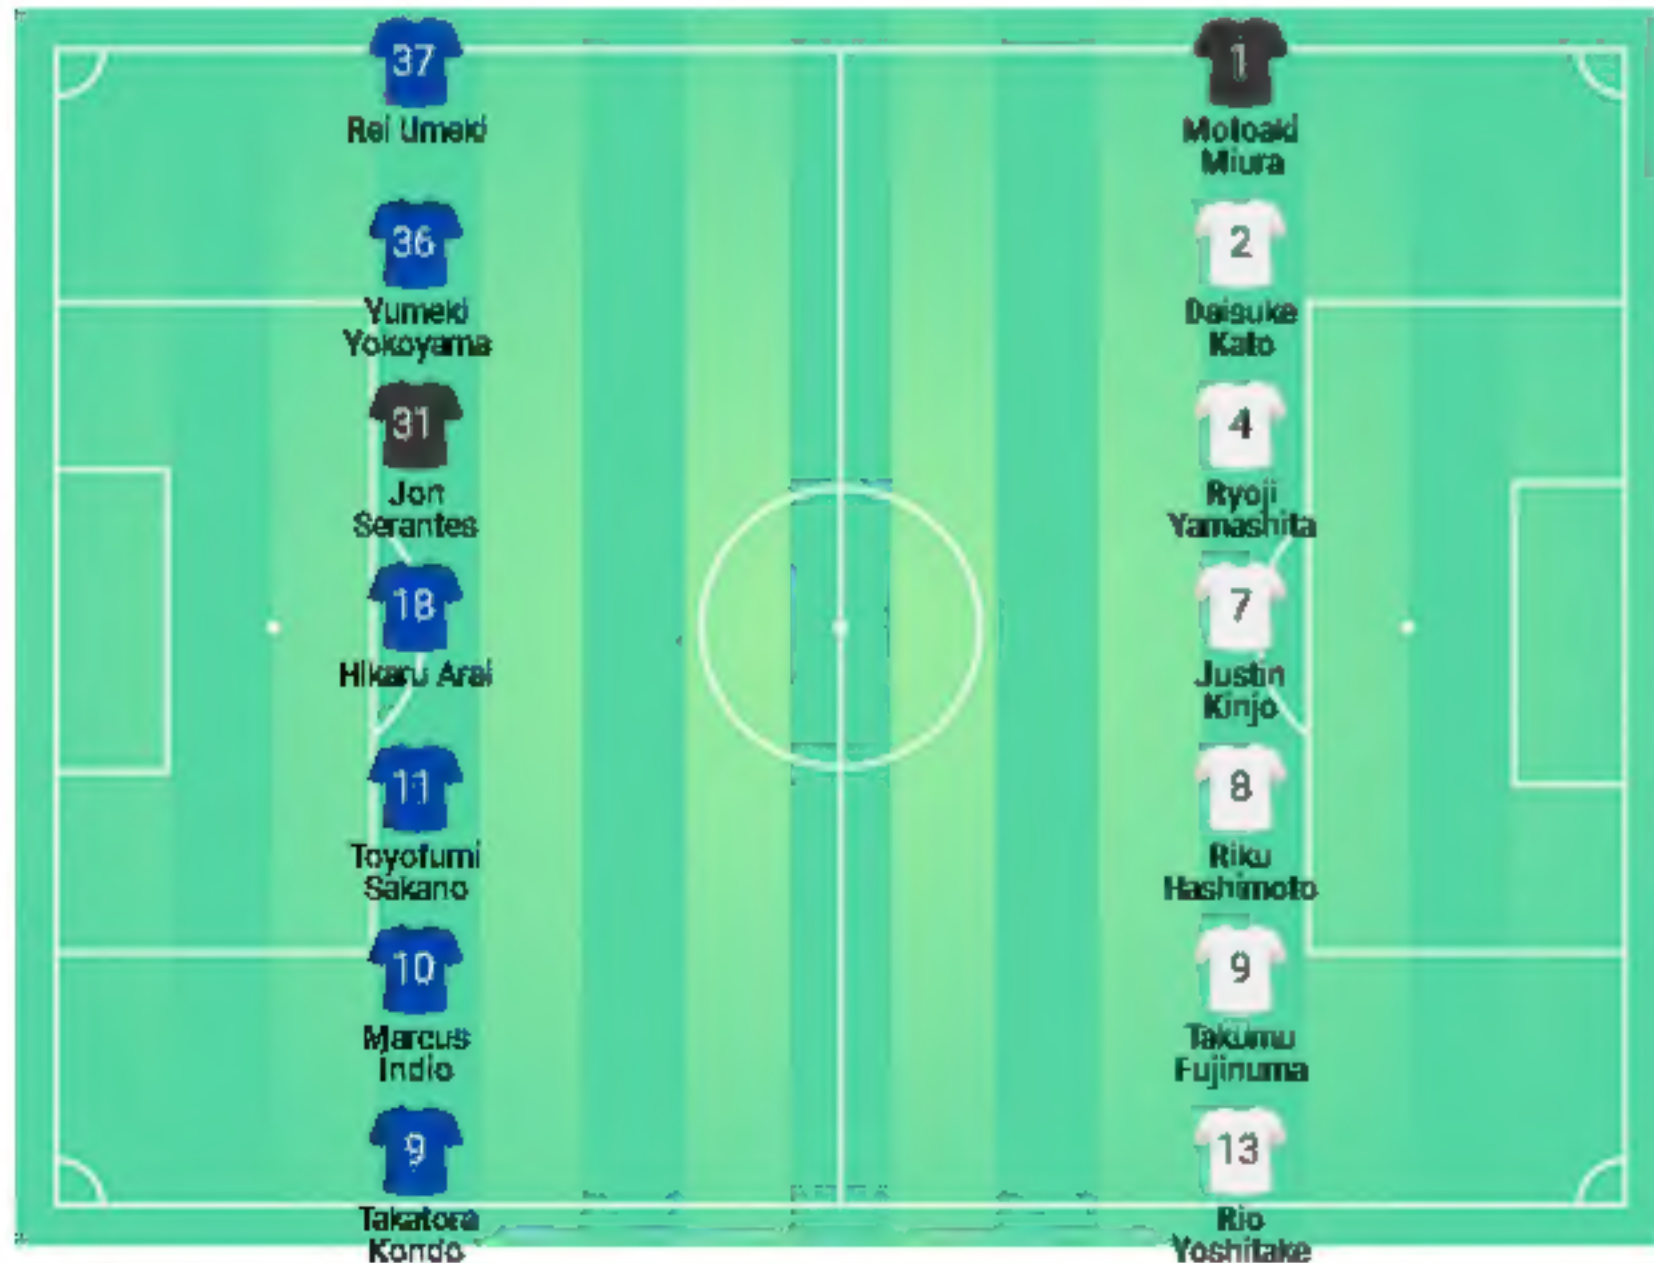 37
Rei Umeki
36
Yumeki
Yokoyama
31
Jon
Serantes
18
Hikaru Arai
11
Toyofumi
Sakano
10
Marcus
Indio
9
Takatora
Kondo
1
Motoaki
Miura
2
Daisuke
Kato
4
Ryoji
Yamashita
7
Justin
Kinjo
8
Riku
Hashimoto
9
Takumu
Fujinuma
13
Rio
Yoshitake